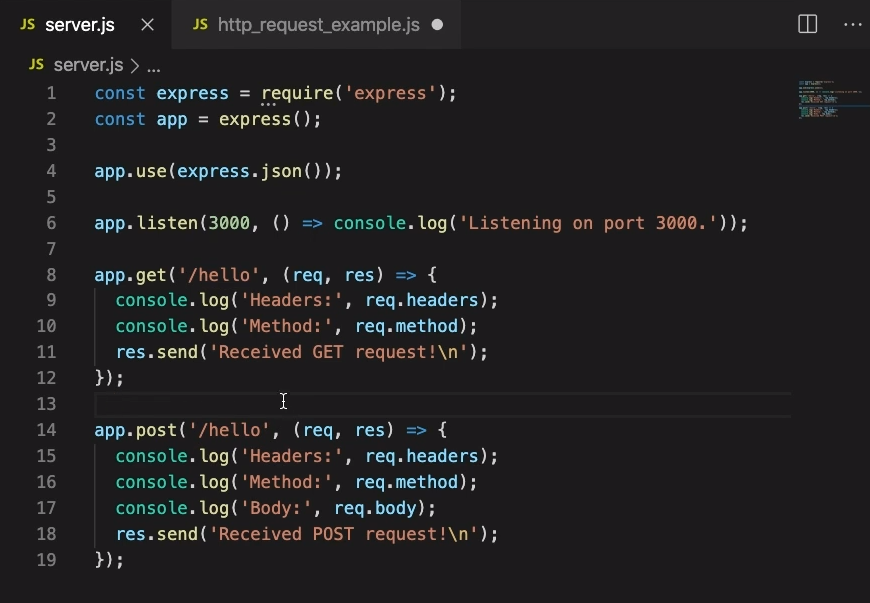 JS server.js × JS http_request_example.js ● ...
JS server.js > ...
1 const express = require('express');
2 const app = express();
3
4 app.use(express.json());
5
6 app.listen(3000, () => console.log('Listening on port 3000.'));
7
8 app.get('/hello', (req, res) => {
9   console.log('Headers:', req.headers);
10   console.log('Method:', req.method);
11   res.send('Received GET request!\n');
12 });
13
14 app.post('/hello', (req, res) => {
15   console.log('Headers:', req.headers);
16   console.log('Method:', req.method);
17   console.log('Body:', req.body);
18   res.send('Received POST request!\n');
19 });